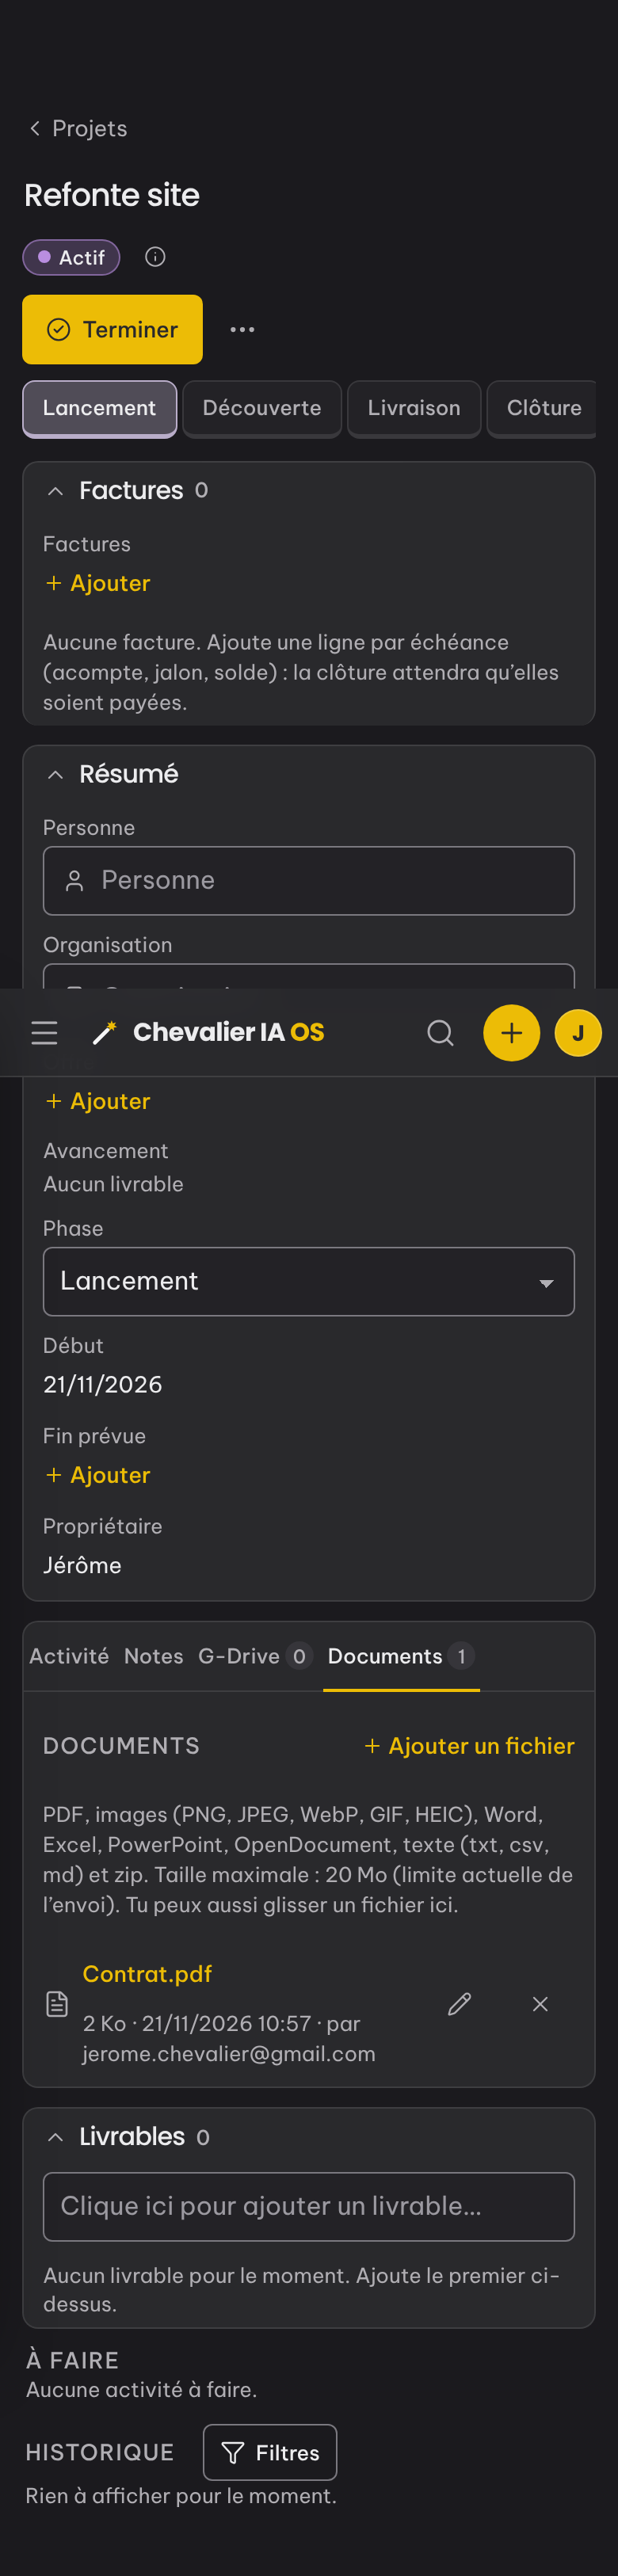 Projets
Refonte site
Actif
Terminer
Lancement Découverte Livraison Clôture
Factures 0
Factures
+ Ajouter
Aucune facture. Ajoute une ligne par échéance
(acompte, jalon, solde) : la clôture attendra qu’elles
soient payées.
Résumé
Personne
Personne
Organisation
Chevalier IA OS
J
+ Ajouter
Avancement
Aucun livrable
Phase
Lancement
Début
21/11/2026
Fin prévue
+ Ajouter
Propriétaire
Jérôme
Activité Notes G-Drive 0 Documents 1
DOCUMENTS + Ajouter un fichier
PDF, images (PNG, JPEG, WebP, GIF, HEIC), Word,
Excel, PowerPoint, OpenDocument, texte (txt, csv,
md) et zip. Taille maximale : 20 Mo (limite actuelle de
l’envoi). Tu peux aussi glisser un fichier ici.
Contrat.pdf
2 Ko · 21/11/2026 10:57 · par
jerome.chevalier@gmail.com
Livrables 0
Clique ici pour ajouter un livrable...
Aucun livrable pour le moment. Ajoute le premier ci-
dessus.
À FAIRE
Aucune activité à faire.
HISTORIQUE Filtres
Rien à afficher pour le moment.